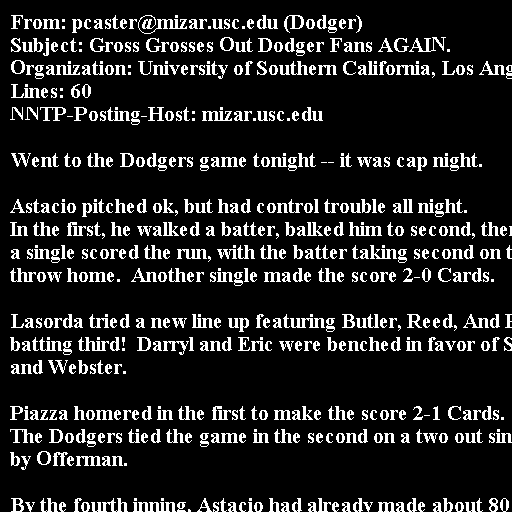 From: pcaster@mizar.usc.edu (Dodger)
Subject: Gross Grosses Out Dodger Fans AGAIN.
Organization: University of Southern California, Los Ang
Lines: 60
NNTP-Posting-Host: mizar.usc.edu
Went to the Dodgers game tonight -- it was cap night.
Astacio pitched ok, but had control trouble all night.
In the first, he walked a batter, balked him to second, then
a single scored the run, with the batter taking second on t
throw home.  Another single made the score 2-0 Cards.
Lasorda tried a new line up featuring Butler, Reed, And
batting third!  Darryl and Eric were benched in favor of S
and Webster.
Piazza homered in the first to make the score 2-1 Cards.
The Dodgers tied the game in the second on a two out sin
by Offerman.
By the fourth inning, Astacio had already made about 80